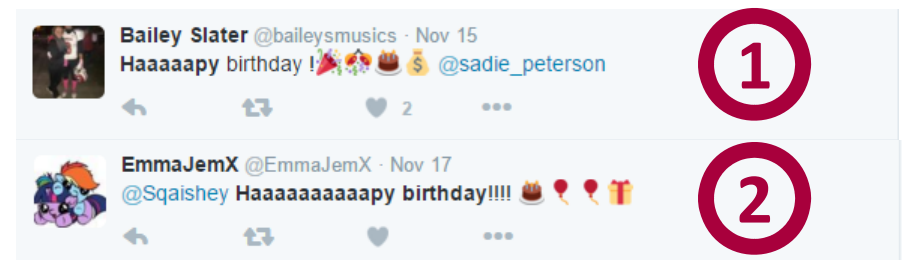 Bailey Slater @baileysmusics · Nov 15
Haaaaapy birthday !🎉🎊🎂💰 @sadie_peterson
2
1
EmmaJemX @EmmaJemX · Nov 17
@Sqaishey Haaaaaaaaaapy birthday!!!! 🎂🎈🎈🎁
2